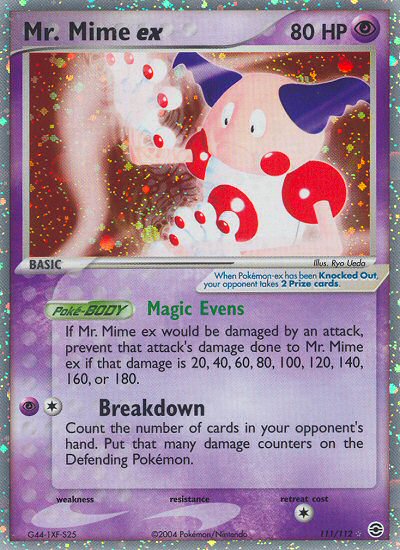 Mr. Mime ex 80 HP
BASIC
Illus. Ryo Ueda
When Pokémon-ex has been Knocked Out,
your opponent takes 2 Prize cards.
Poké-BODY Magic Evens
If Mr. Mime ex would be damaged by an attack,
prevent that attack's damage done to Mr. Mime
ex if that damage is 20, 40, 60, 80, 100, 120, 140,
160, or 180.
Breakdown
Count the number of cards in your opponent's
hand. Put that many damage counters on the
Defending Pokémon.
weakness resistance retreat cost
G44-1XF-S25 ©2004 Pokémon/Nintendo 111/112